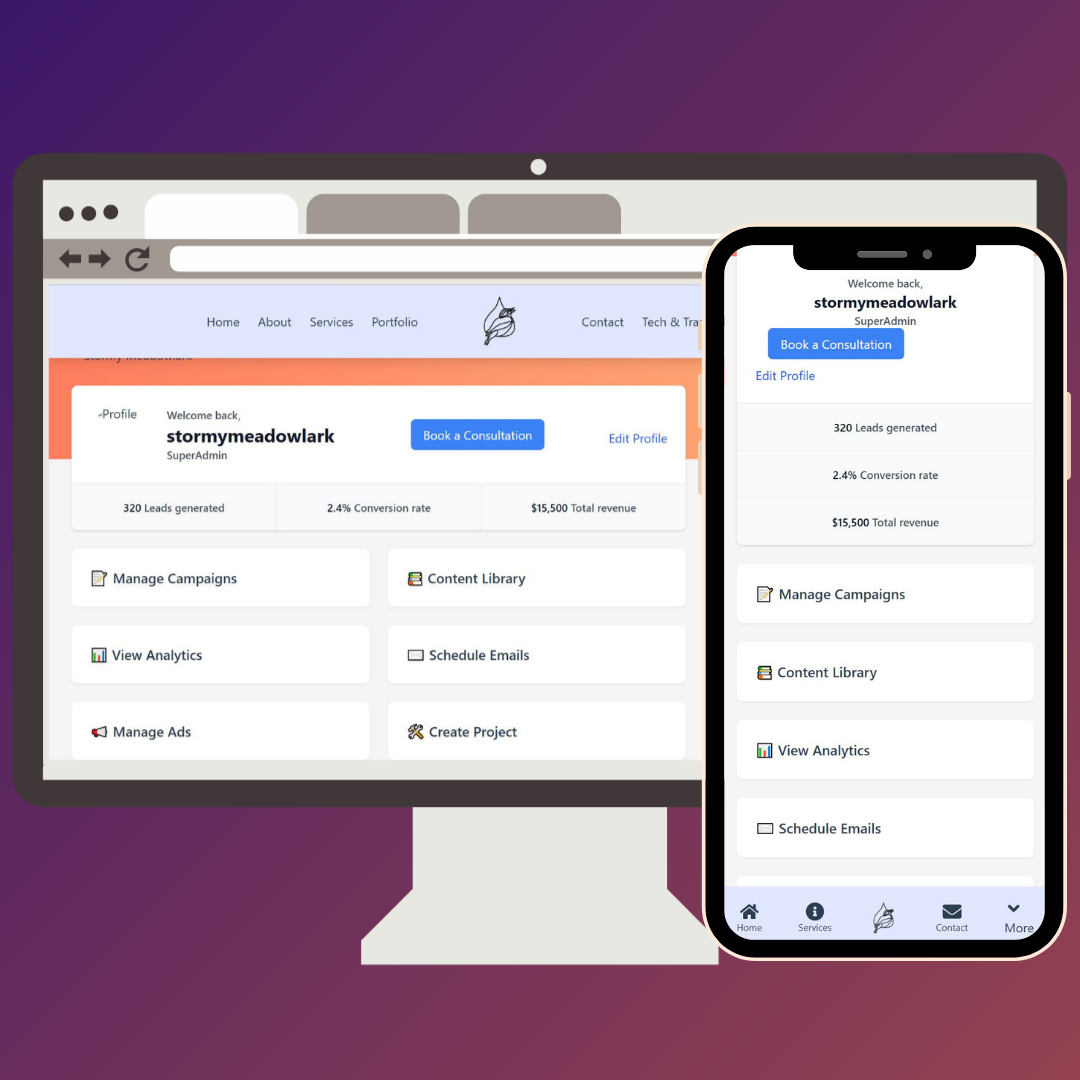 Home About Services Portfolio Contact Tech &
Stormy Meadowlark
Profile
Welcome back,
stormymeadowlark
SuperAdmin
Book a Consultation
Edit Profile
320 Leads generated
2.4% Conversion rate
$15,500 Total revenue
📝 Manage Campaigns
📚 Content Library
📊 View Analytics
✉️ Schedule Emails
📢 Manage Ads
🛠️ Create Project
Welcome back,
stormymeadowlark
SuperAdmin
Book a Consultation
Edit Profile
320 Leads generated
2.4% Conversion rate
$15,500 Total revenue
📝 Manage Campaigns
📚 Content Library
📊 View Analytics
✉️ Schedule Emails
Home Services Contact More